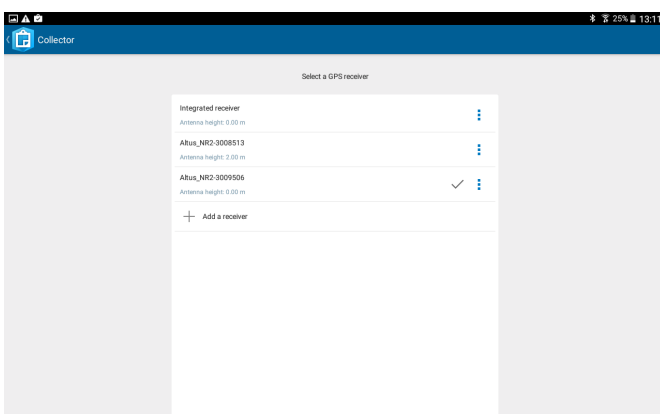 25% 13:11
Collector
Select a GPS receiver
Integrated receiver
Antenna height: 0.00 m
Altus_NR2-3008513
Antenna height: 2.00 m
Altus_NR2-3009506
Antenna height: 0.00 m
Add a receiver